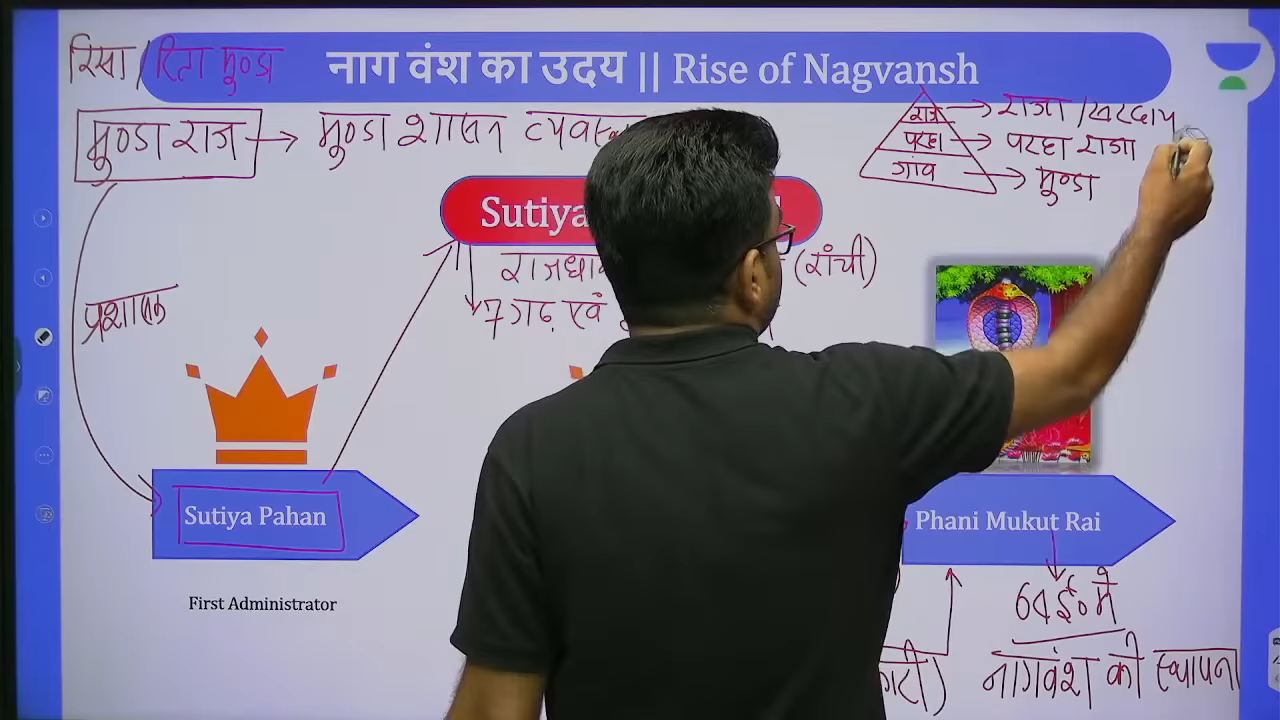 रिसा / रिता मुण्डा
नाग वंश का उदय || Rise of Nagvansh
मुण्डा राज → मुण्डा शासन
राज → राजा /
परहा → परहा राजा
गांव → मुण्डा
Sutiya
(रांची)
7 गढ़ एवं
प्रशासक
Sutiya Pahan
Phani Mukut Rai
First Administrator
64 ई० में
नागवंश की स्थापना